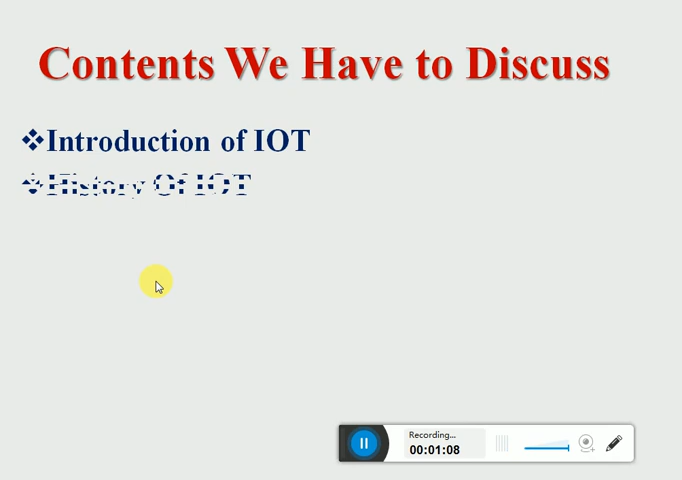 Contents We Have to Discuss
❖Introduction of IOT
❖History Of IOT
Recording...
00:01:08